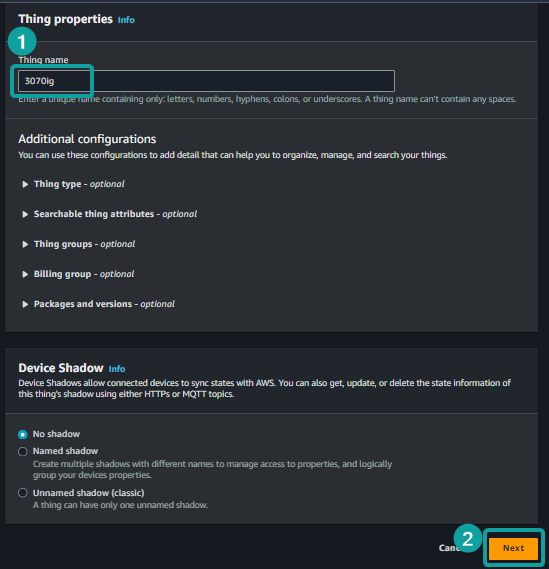 Thing properties Info
1
Thing name
3070ig
Enter a unique name containing only: letters, numbers, hyphens, colons, or underscores. A thing name can't contain any spaces.
Additional configurations
You can use these configurations to add detail that can help you to organize, manage, and search your things.
Thing type - optional
Searchable thing attributes - optional
Thing groups - optional
Billing group - optional
Packages and versions - optional
Device Shadow Info
Device Shadows allow connected devices to sync states with AWS. You can also get, update, or delete the state information of
this thing's shadow using either HTTPs or MQTT topics.
No shadow
Named shadow
Create multiple shadows with different names to manage access to properties, and logically
group your devices properties.
Unnamed shadow (classic)
A thing can have only one unnamed shadow.
2
Next